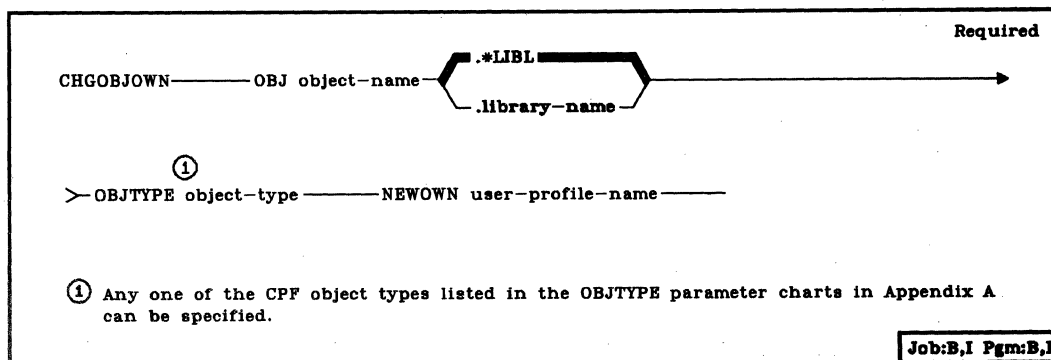 Required
.*LIBL
CHGOBJOWN OBJ object-name
.library-name
①
OBJTYPE object-type NEWOWN user-profile-name
① Any one of the CPF object types listed in the OBJTYPE parameter charts in Appendix A
can be specified.
Job:B,I Pgm:B,I